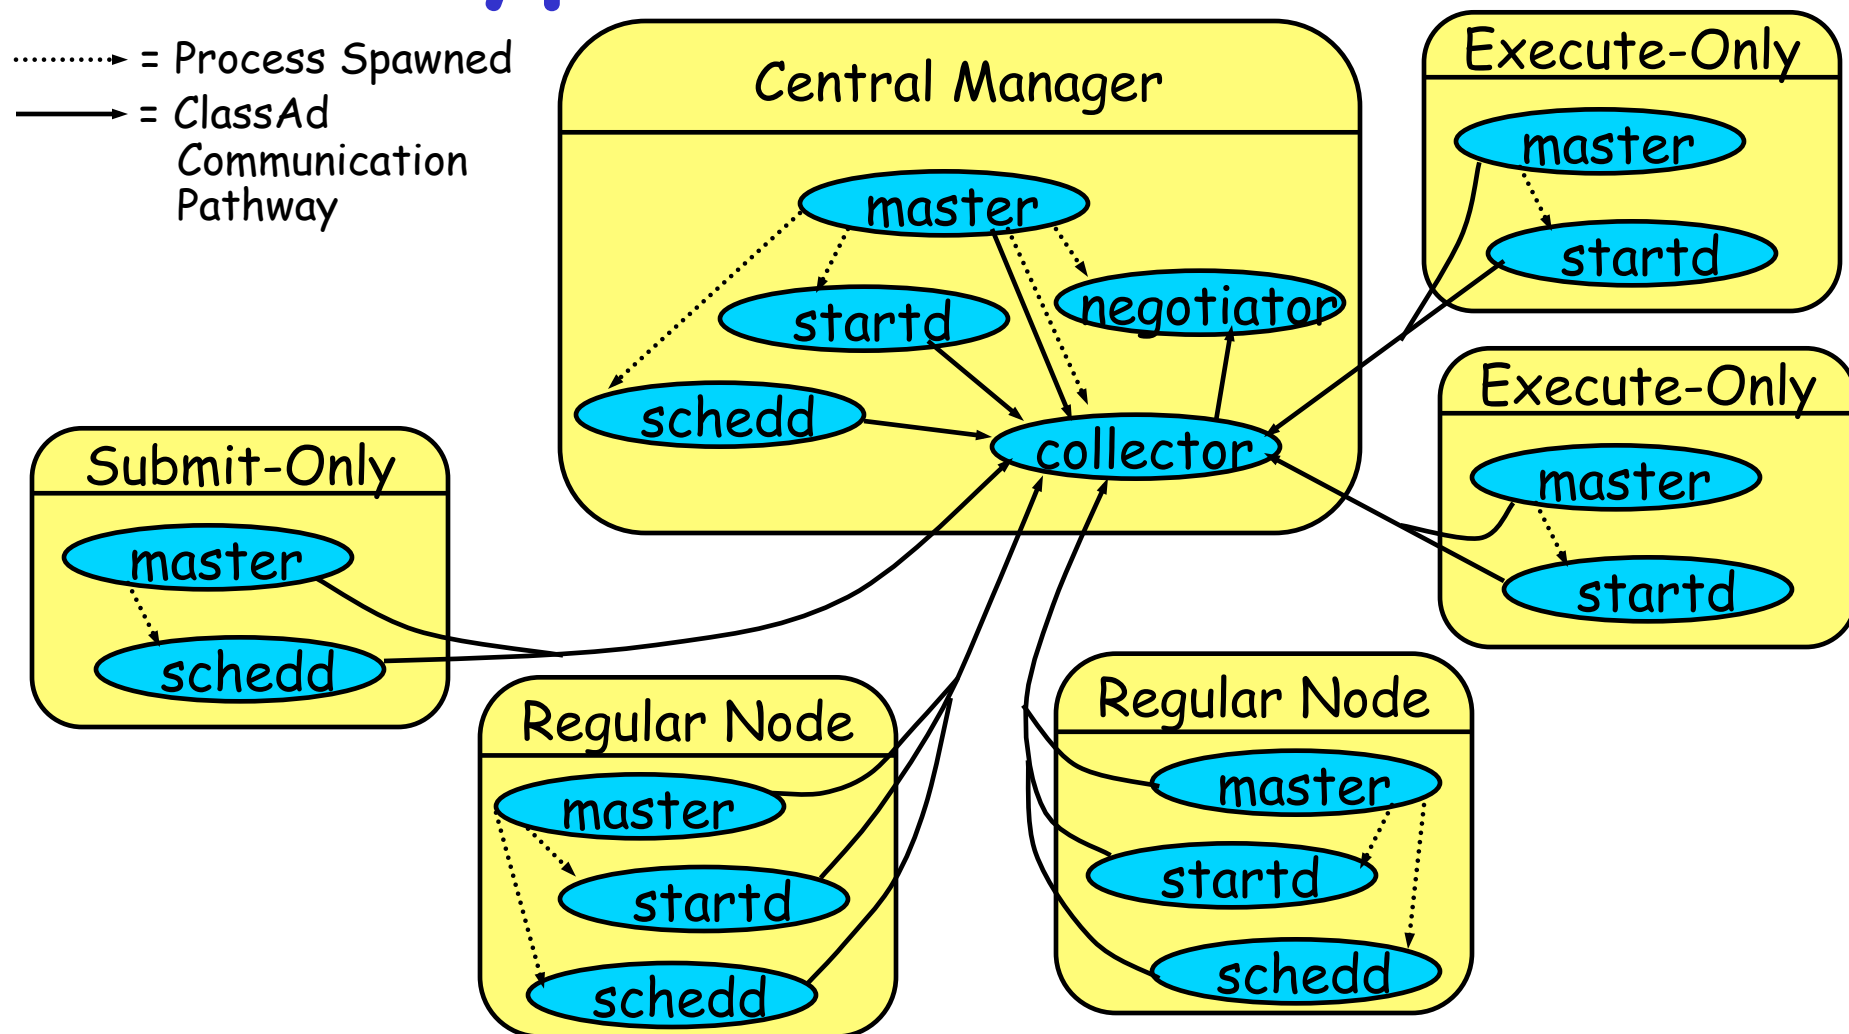 = Process Spawned
= ClassAd
Communication
Pathway
Central Manager
master
startd
negotiator
schedd
collector
Execute-Only
master
startd
Execute-Only
master
startd
Submit-Only
master
schedd
Regular Node
master
startd
schedd
Regular Node
master
startd
schedd